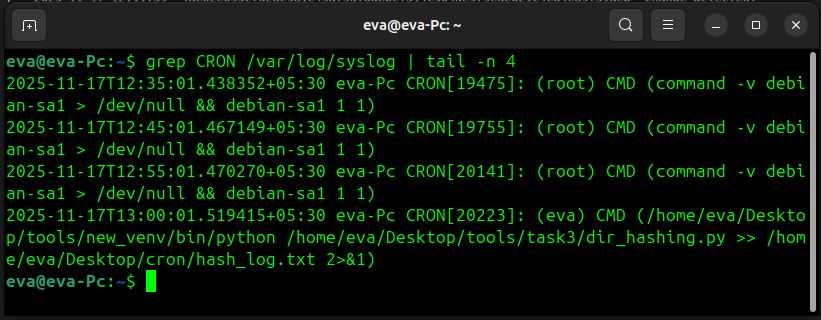 eva@eva-Pc: ~
eva@eva-Pc:~$ grep CRON /var/log/syslog | tail -n 4
2025-11-17T12:35:01.438352+05:30 eva-Pc CRON[19475]: (root) CMD (command -v debi
an-sa1 > /dev/null && debian-sa1 1 1)
2025-11-17T12:45:01.467149+05:30 eva-Pc CRON[19755]: (root) CMD (command -v debi
an-sa1 > /dev/null && debian-sa1 1 1)
2025-11-17T12:55:01.470270+05:30 eva-Pc CRON[20141]: (root) CMD (command -v debi
an-sa1 > /dev/null && debian-sa1 1 1)
2025-11-17T13:00:01.519415+05:30 eva-Pc CRON[20223]: (eva) CMD (/home/eva/Deskto
p/tools/new_venv/bin/python /home/eva/Desktop/tools/task3/dir_hashing.py >> /hom
e/eva/Desktop/cron/hash_log.txt 2>&1)
eva@eva-Pc:~$